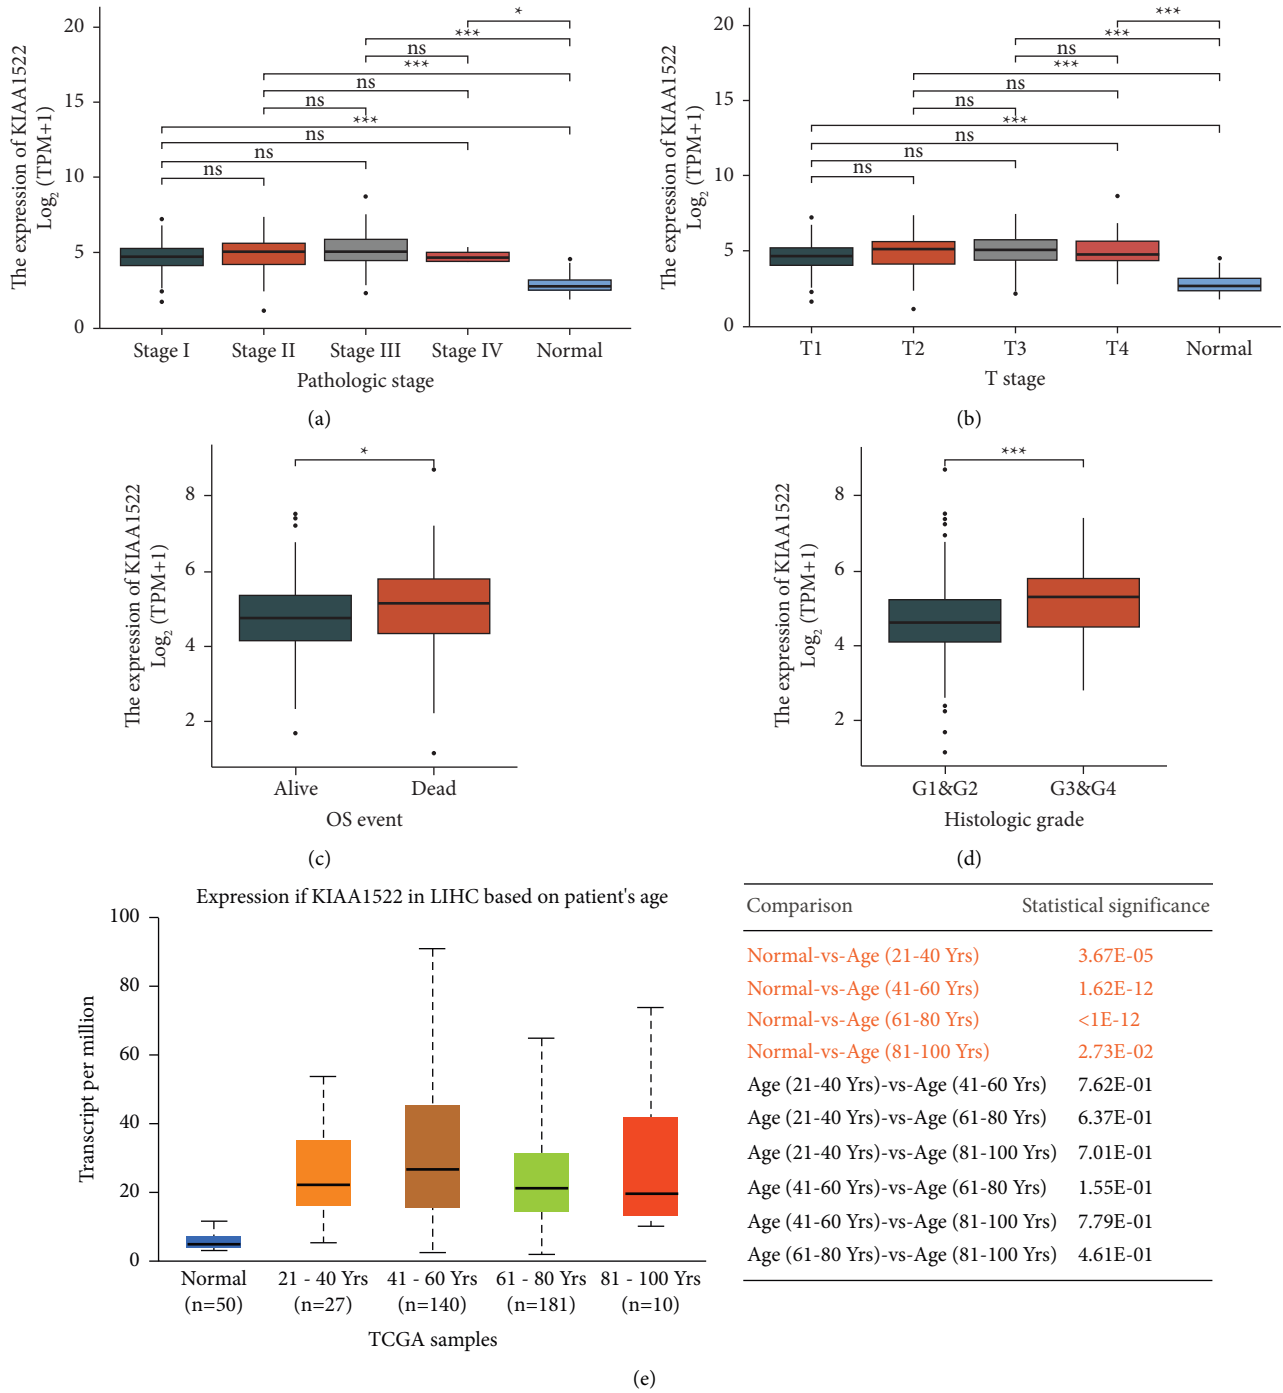 The expression of KIAA1522
Log2 (TPM+1)
20
15
10
5
0
*
***
ns
***
ns
ns
***
ns
ns
ns
Stage I
Stage II
Stage III
Stage IV
Normal
Pathologic stage
(a)
The expression of KIAA1522
Log2 (TPM+1)
20
15
10
5
0
***
***
ns
***
ns
ns
***
ns
ns
ns
T1
T2
T3
T4
Normal
T stage
(b)
The expression of KIAA1522
Log2 (TPM+1)
8
6
4
2
*
Alive
Dead
OS event
(c)
The expression of KIAA1522
Log2 (TPM+1)
8
6
4
2
***
G1&G2
G3&G4
Histologic grade
(d)
Expression if KIAA1522 in LIHC based on patient's age
Transcript per million
100
80
60
40
20
0
Normal
(n=50)
21 - 40 Yrs
(n=27)
41 - 60 Yrs
(n=140)
61 - 80 Yrs
(n=181)
81 - 100 Yrs
(n=10)
TCGA samples
Comparison Statistical significance
Normal-vs-Age (21-40 Yrs) 3.67E-05
Normal-vs-Age (41-60 Yrs) 1.62E-12
Normal-vs-Age (61-80 Yrs) <1E-12
Normal-vs-Age (81-100 Yrs) 2.73E-02
Age (21-40 Yrs)-vs-Age (41-60 Yrs) 7.62E-01
Age (21-40 Yrs)-vs-Age (61-80 Yrs) 6.37E-01
Age (21-40 Yrs)-vs-Age (81-100 Yrs) 7.01E-01
Age (41-60 Yrs)-vs-Age (61-80 Yrs) 1.55E-01
Age (41-60 Yrs)-vs-Age (81-100 Yrs) 7.79E-01
Age (61-80 Yrs)-vs-Age (81-100 Yrs) 4.61E-01
(e)